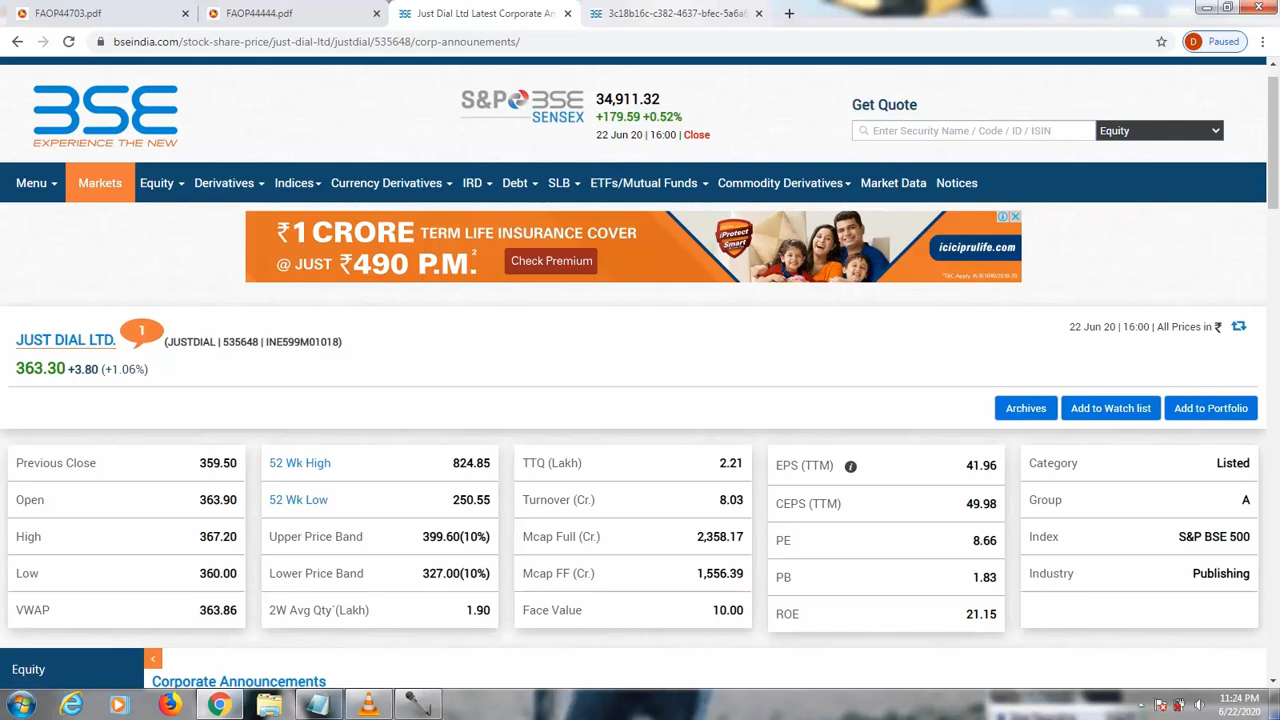 FAOP44703.pdf
FAOP44444.pdf
Just Dial Ltd Latest Corporate An
3c18b16c-c382-4637-bfec-5a6a6
bseindia.com/stock-share-price/just-dial-ltd/justdial/535648/corp-announements/
D Paused
BSE
EXPERIENCE THE NEW
S&P BSE
SENSEX
34,911.32
+179.59 +0.52%
22 Jun 20 | 16:00 | Close
Get Quote
Enter Security Name / Code / ID / ISIN
Equity
Menu Markets Equity Derivatives Indices Currency Derivatives IRD Debt SLB ETFs/Mutual Funds Commodity Derivatives Market Data Notices
₹1 CRORE TERM LIFE INSURANCE COVER
@ JUST ₹490 P.M.²
Check Premium
iProtect
Smart
iciciprulife.com
JUST DIAL LTD. 1 (JUSTDIAL | 535648 | INE599M01018)
363.30 +3.80 (+1.06%)
22 Jun 20 | 16:00 | All Prices in ₹
Archives Add to Watch list Add to Portfolio
Previous Close 359.50
Open 363.90
High 367.20
Low 360.00
VWAP 363.86
52 Wk High 824.85
52 Wk Low 250.55
Upper Price Band 399.60(10%)
Lower Price Band 327.00(10%)
2W Avg Qty`(Lakh) 1.90
TTQ (Lakh) 2.21
Turnover (Cr.) 8.03
Mcap Full (Cr.) 2,358.17
Mcap FF (Cr.) 1,556.39
Face Value 10.00
EPS (TTM) 41.96
CEPS (TTM) 49.98
PE 8.66
PB 1.83
ROE 21.15
Category Listed
Group A
Index S&P BSE 500
Industry Publishing
Equity
Corporate Announcements
11:24 PM
6/22/2020